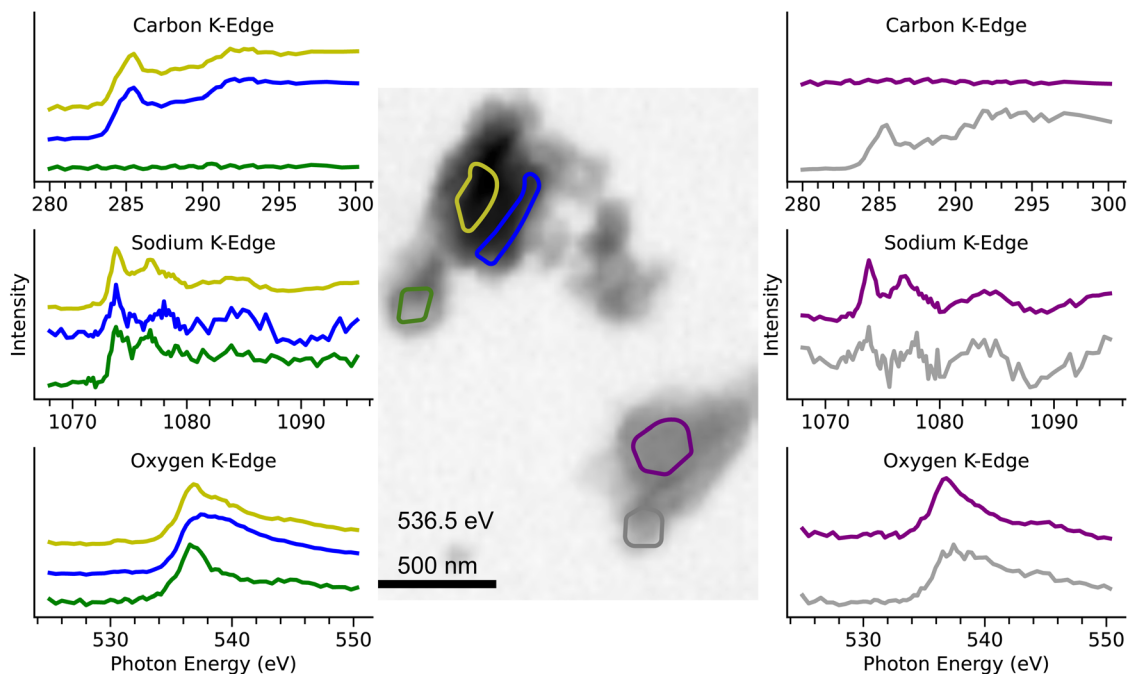 Carbon K-Edge
280 285 290 295 300
Sodium K-Edge
1070 1080 1090
Oxygen K-Edge
530 540 550
Photon Energy (eV)
Intensity
536.5 eV
500 nm
Carbon K-Edge
280 285 290 295 300
Sodium K-Edge
1070 1080 1090
Oxygen K-Edge
530 540 550
Photon Energy (eV)
Intensity